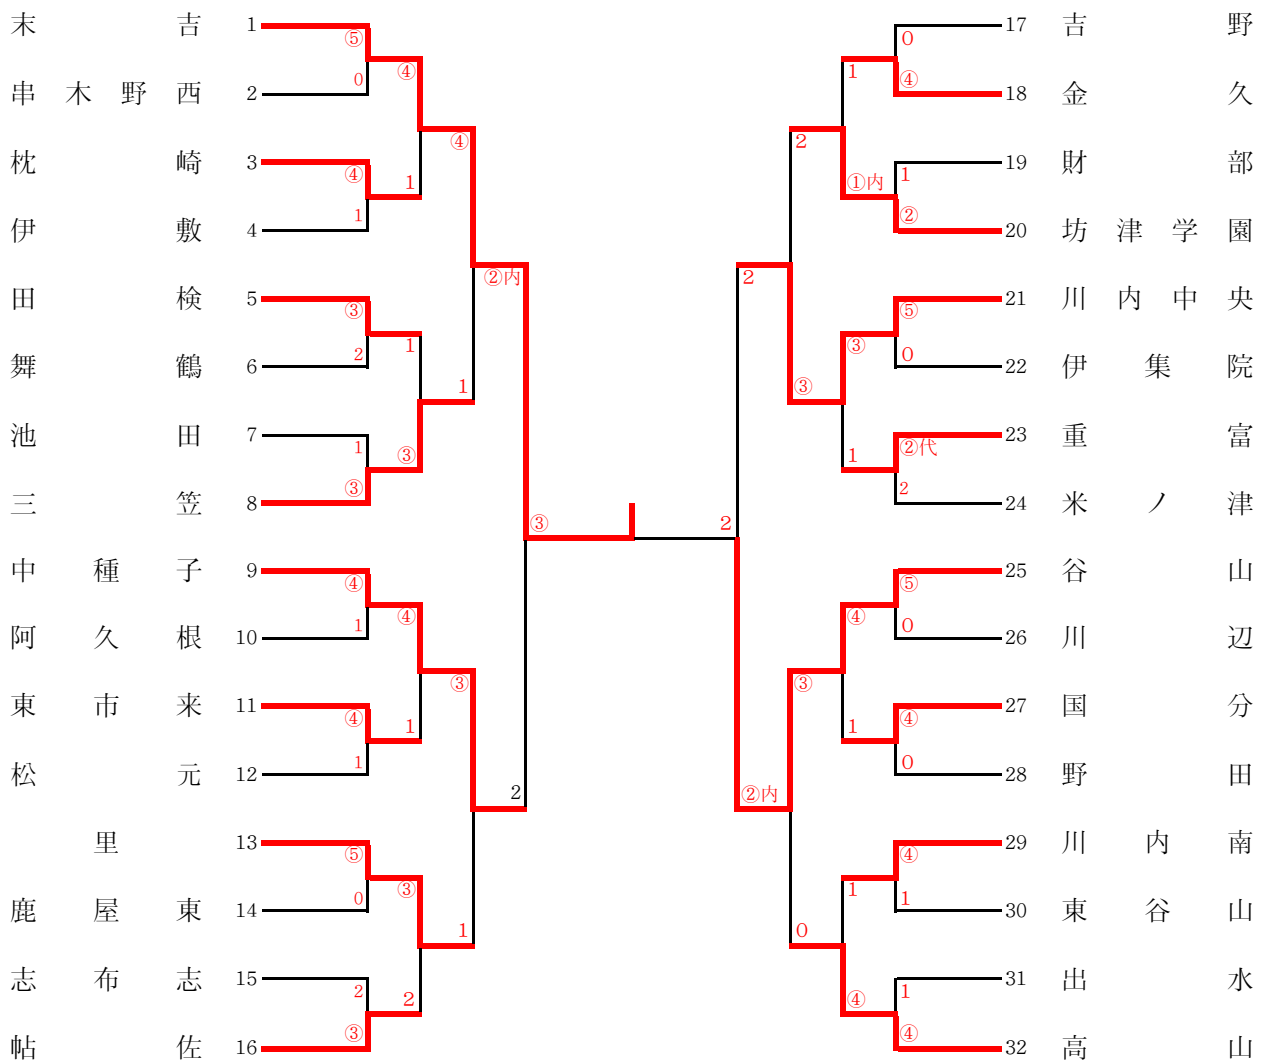 末吉 1 ⑤ 0 17 吉野
④ 1 ④
串木野西 2 0 18 金久
④ 2
枕崎 3 ④ 1 ①内 1 19 財部
伊敷 4 1 ② 20 坊津学園
②内 2
田検 5 ③ ⑤ 21 川内中央
1 ③
舞鶴 6 2 0 22 伊集院
1 ③
池田 7 1 ②代 23 重富
③ 1
三笠 8 ③ 2 24 米ノ津
③ 2
中種子 9 ④ ⑤ 25 谷山
④ ④
阿久根 10 1 0 26 川辺
③ ③
東市来 11 ④ 1 1 ④ 27 国分
松元 12 1 0 28 野田
2 ②内
里 13 ⑤ ④ 29 川内南
③ 1
鹿屋東 14 0 1 30 東谷山
1 0
志布志 15 2 1 31 出水
2 ④
帖佐 16 ③ ④ 32 高山